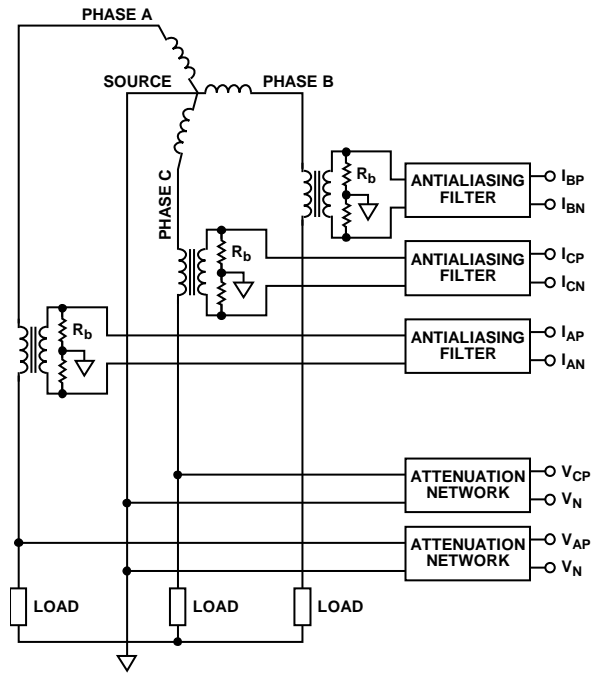 PHASE A
SOURCE
PHASE B
PHASE C
Rb
ANTIALIASING
FILTER
IBP
IBN
Rb
ANTIALIASING
FILTER
ICP
ICN
Rb
ANTIALIASING
FILTER
IAP
IAN
ATTENUATION
NETWORK
VCP
VN
ATTENUATION
NETWORK
VAP
VN
LOAD
LOAD
LOAD